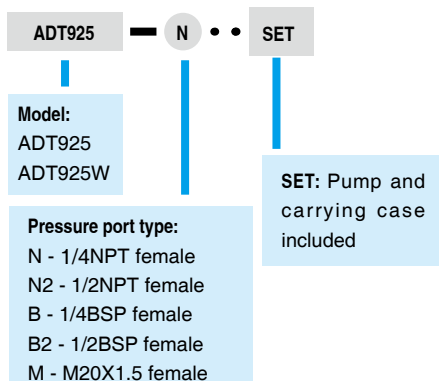 ADT925 — N • • SET
Model:
ADT925
ADT925W
Pressure port type:
N - 1/4NPT female
N2 - 1/2NPT female
B - 1/4BSP female
B2 - 1/2BSP female
M - M20X1.5 female
SET: Pump and
carrying case
included